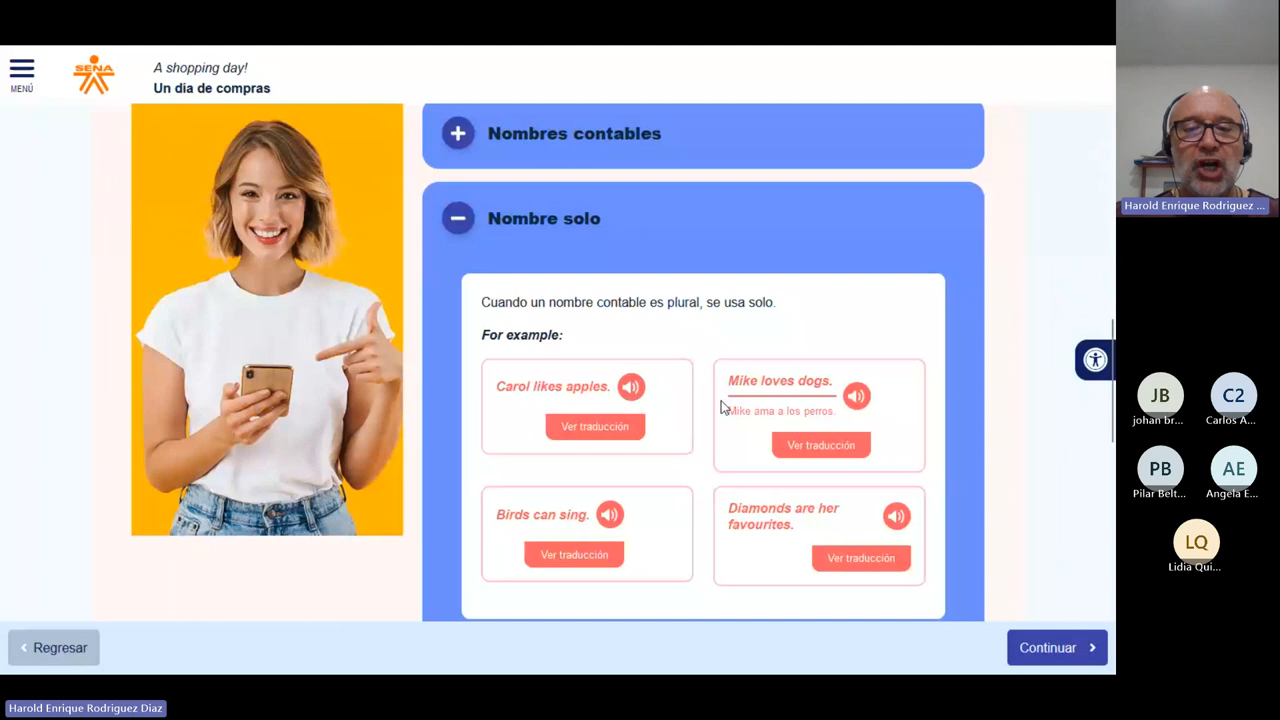 MENÚ
SENA
A shopping day!
Un día de compras
Nombres contables
Nombre solo
Cuando un nombre contable es plural, se usa solo.
For example:
Carol likes apples.
Ver traducción
Mike loves dogs.
Mike ama a los perros.
Ver traducción
Birds can sing.
Ver traducción
Diamonds are her
favourites.
Ver traducción
Regresar
Continuar
Harold Enrique Rodriguez ...
JB
johan br...
C2
Carlos A...
PB
Pilar Belt...
AE
Angela E...
LQ
Lidia Qui...
Harold Enrique Rodriguez Diaz